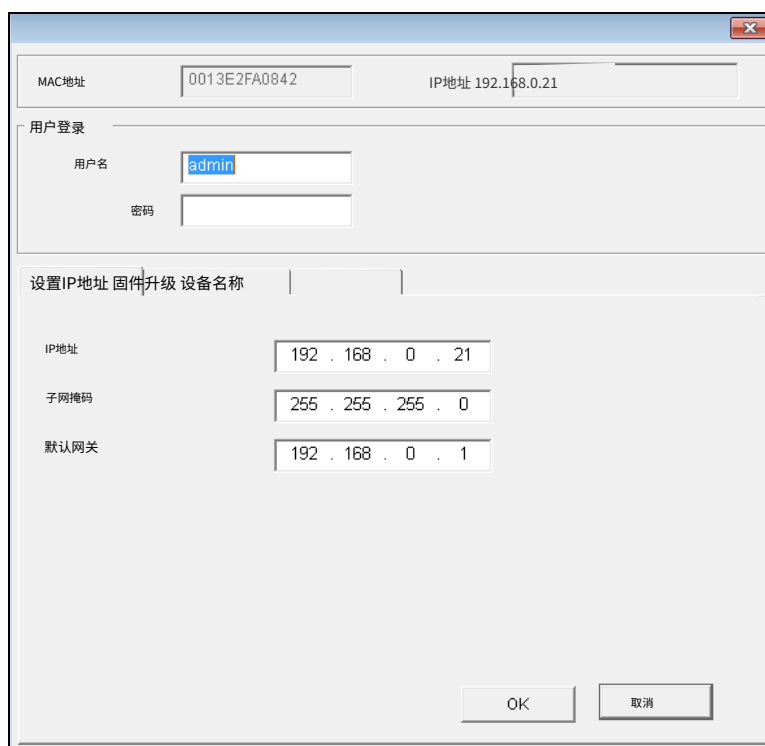 MAC地址 0013E2FA0842 IP地址 192.168.0.21
用户登录
用户名 admin
密码
设置IP地址 固件升级 设备名称
IP地址 192 . 168 . 0 . 21
子网掩码 255 . 255 . 255 . 0
默认网关 192 . 168 . 0 . 1
OK 取消